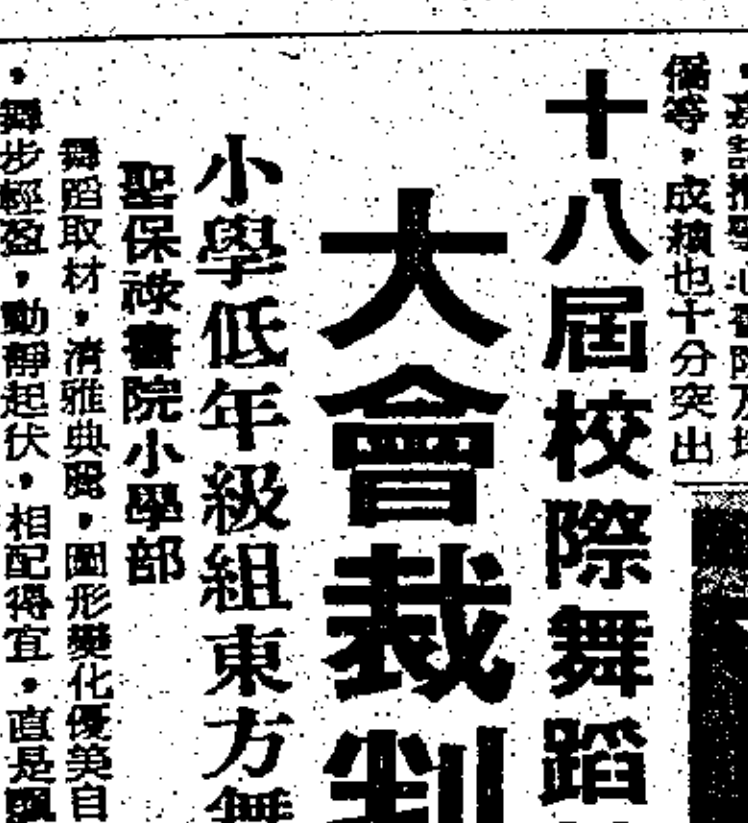 儒等，成績也十分突出
十八屆校際舞蹈
大會裁判
小學低年級組東方舞
聖保祿書院小學部
舞蹈取材，清雅典麗，圖形變化優美自
，舞步輕盈，動靜起伏，相配得宜，直是飄